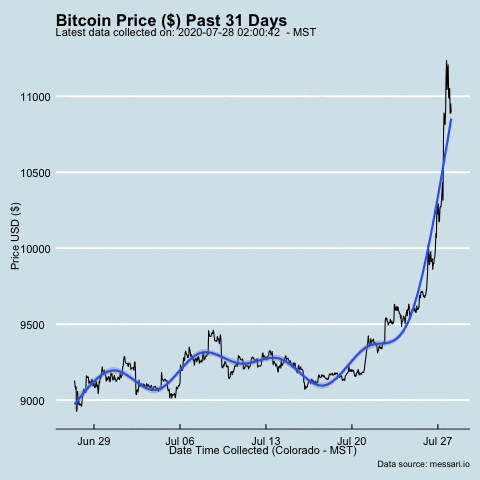 Bitcoin Price ($) Past 31 Days
Latest data collected on: 2020-07-28 02:00:42  - MST
11000
10500
10000
9500
9000
Price USD ($)
Jun 29 Jul 06 Jul 13 Jul 20 Jul 27
Date Time Collected (Colorado - MST)
Data source: messari.io